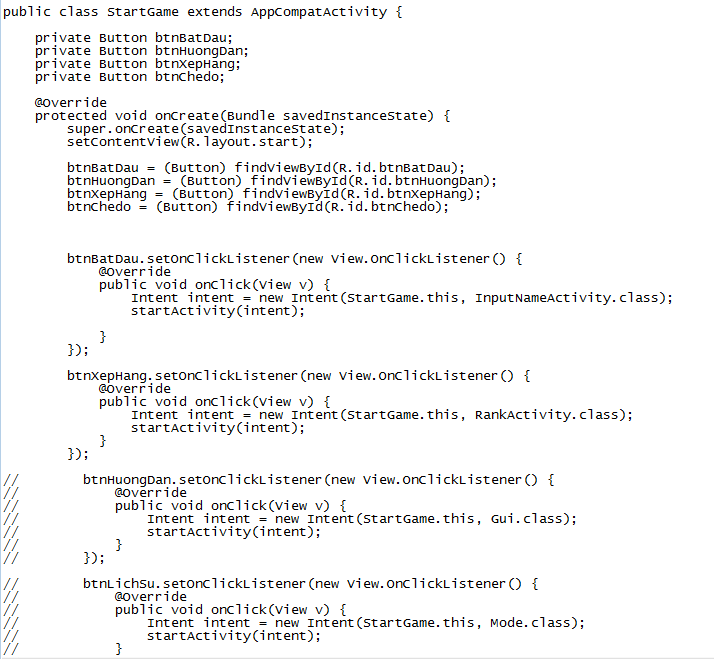 public class StartGame extends AppCompatActivity {
private Button btnBatDau;
private Button btnHuongDan;
private Button btnXepHang;
private Button btnChedo;
@Override
protected void onCreate(Bundle savedInstanceState) {
super.onCreate(savedInstanceState);
setContentView(R.layout.start);
btnBatDau = (Button) findViewById(R.id.btnBatDau);
btnHuongDan = (Button) findViewById(R.id.btnHuongDan);
btnXepHang = (Button) findViewById(R.id.btnXepHang);
btnChedo = (Button) findViewById(R.id.btnChedo);
btnBatDau.setOnClickListener(new View.OnClickListener() {
@Override
public void onClick(View v) {
Intent intent = new Intent(StartGame.this, InputNameActivity.class);
startActivity(intent);
}
});
btnXepHang.setOnClickListener(new View.OnClickListener() {
@Override
public void onClick(View v) {
Intent intent = new Intent(StartGame.this, RankActivity.class);
startActivity(intent);
}
});
// btnHuongDan.setOnClickListener(new View.OnClickListener() {
// @Override
// public void onClick(View v) {
// Intent intent = new Intent(StartGame.this, Gui.class);
// startActivity(intent);
// }
// });
// btnLichSu.setOnClickListener(new View.OnClickListener() {
// @Override
// public void onClick(View v) {
// Intent intent = new Intent(StartGame.this, Mode.class);
// startActivity(intent);
// }